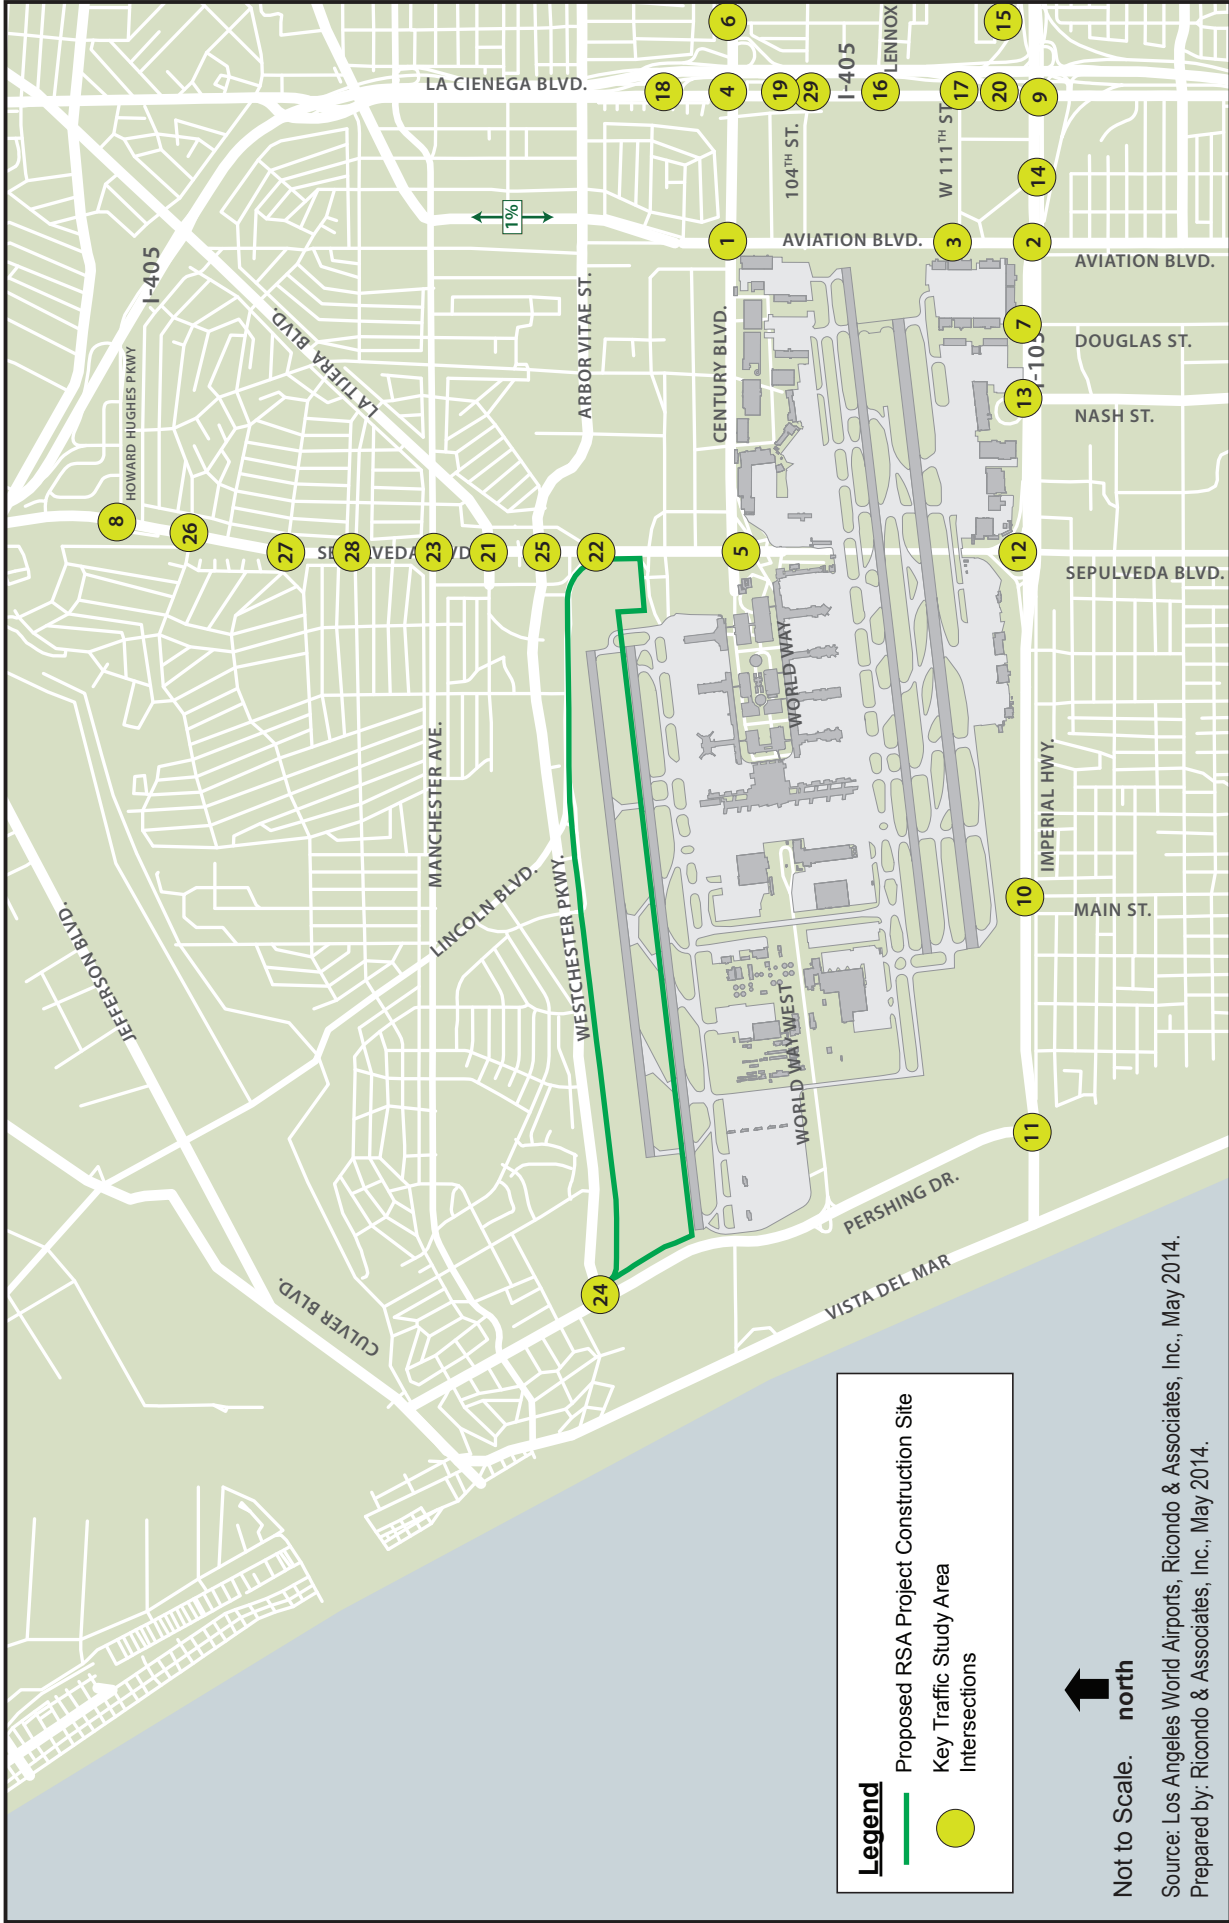 LA CIENEGA BLVD.
6
15
18
4
19
29
I-405
16
LENNOX
17
20
9
104TH ST.
W 111TH ST.
14
1%
1
AVIATION BLVD.
3
2
AVIATION BLVD.
I-405
LA TIJERA BLVD.
ARBOR VITAE ST.
CENTURY BLVD.
7
I-105
DOUGLAS ST.
13
NASH ST.
HOWARD HUGHES PKWY
8
26
27
28
23
21
25
22
5
12
SEPULVEDA BLVD.
SEPULVEDA BLVD.
WORLD WAY
MANCHESTER AVE.
LINCOLN BLVD.
WESTCHESTER PKWY.
IMPERIAL HWY.
10
MAIN ST.
JEFFERSON BLVD.
WORLD WAY WEST
11
PERSHING DR.
24
VISTA DEL MAR
CULVER BLVD.
Legend
Proposed RSA Project Construction Site
Key Traffic Study Area
Intersections
Not to Scale.
north
Source: Los Angeles World Airports, Ricondo & Associates, Inc., May 2014.
Prepared by: Ricondo & Associates, Inc., May 2014.